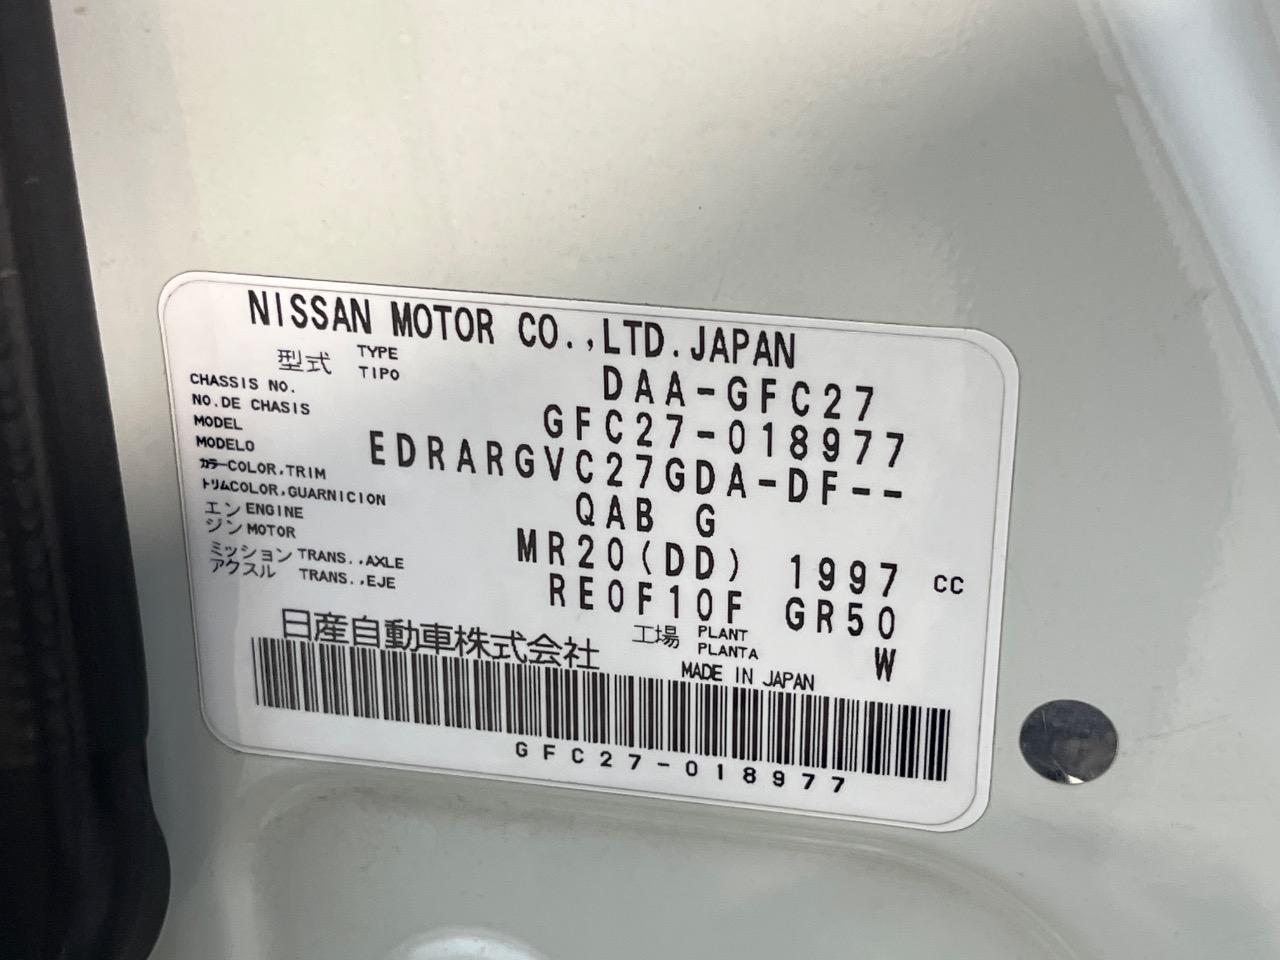 NISSAN MOTOR CO.,LTD.JAPAN
型式 TYPE TIPO DAA-GFC27
CHASSIS NO. NO.DE CHASIS GFC27-018977
MODEL MODELO EDRARGVC27GDA-DF--
カラーCOLOR,TRIM トリムCOLOR,GUARNICION QAB G
エンジン ENGINE MOTOR MR20(DD) 1997 CC
ミッション TRANS.,AXLE アクスル TRANS.,EJE RE0F10F GR50
工場 PLANT PLANTA W
日産自動車株式会社 MADE IN JAPAN
GFC27-018977